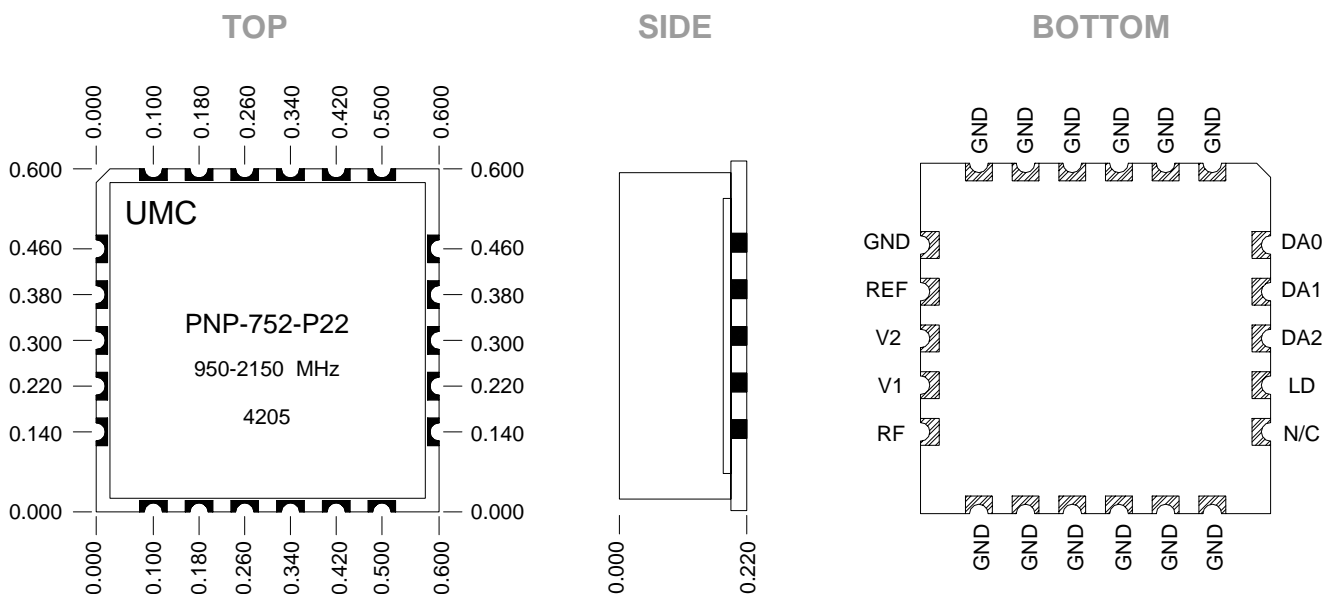 TOP SIDE BOTTOM
0.000 0.100 0.180 0.260 0.340 0.420 0.500 0.600
GND GND GND GND GND GND
0.600 0.600
UMC
0.460 0.460
GND DA0
0.380 0.380
REF DA1
PNP-752-P22
0.300 0.300
V2 DA2
950-2150 MHz
0.220 0.220
V1 LD
4205
0.140 0.140
RF N/C
0.000 0.000
0.000 0.100 0.180 0.260 0.340 0.420 0.500 0.600
0.000 0.220
GND GND GND GND GND GND